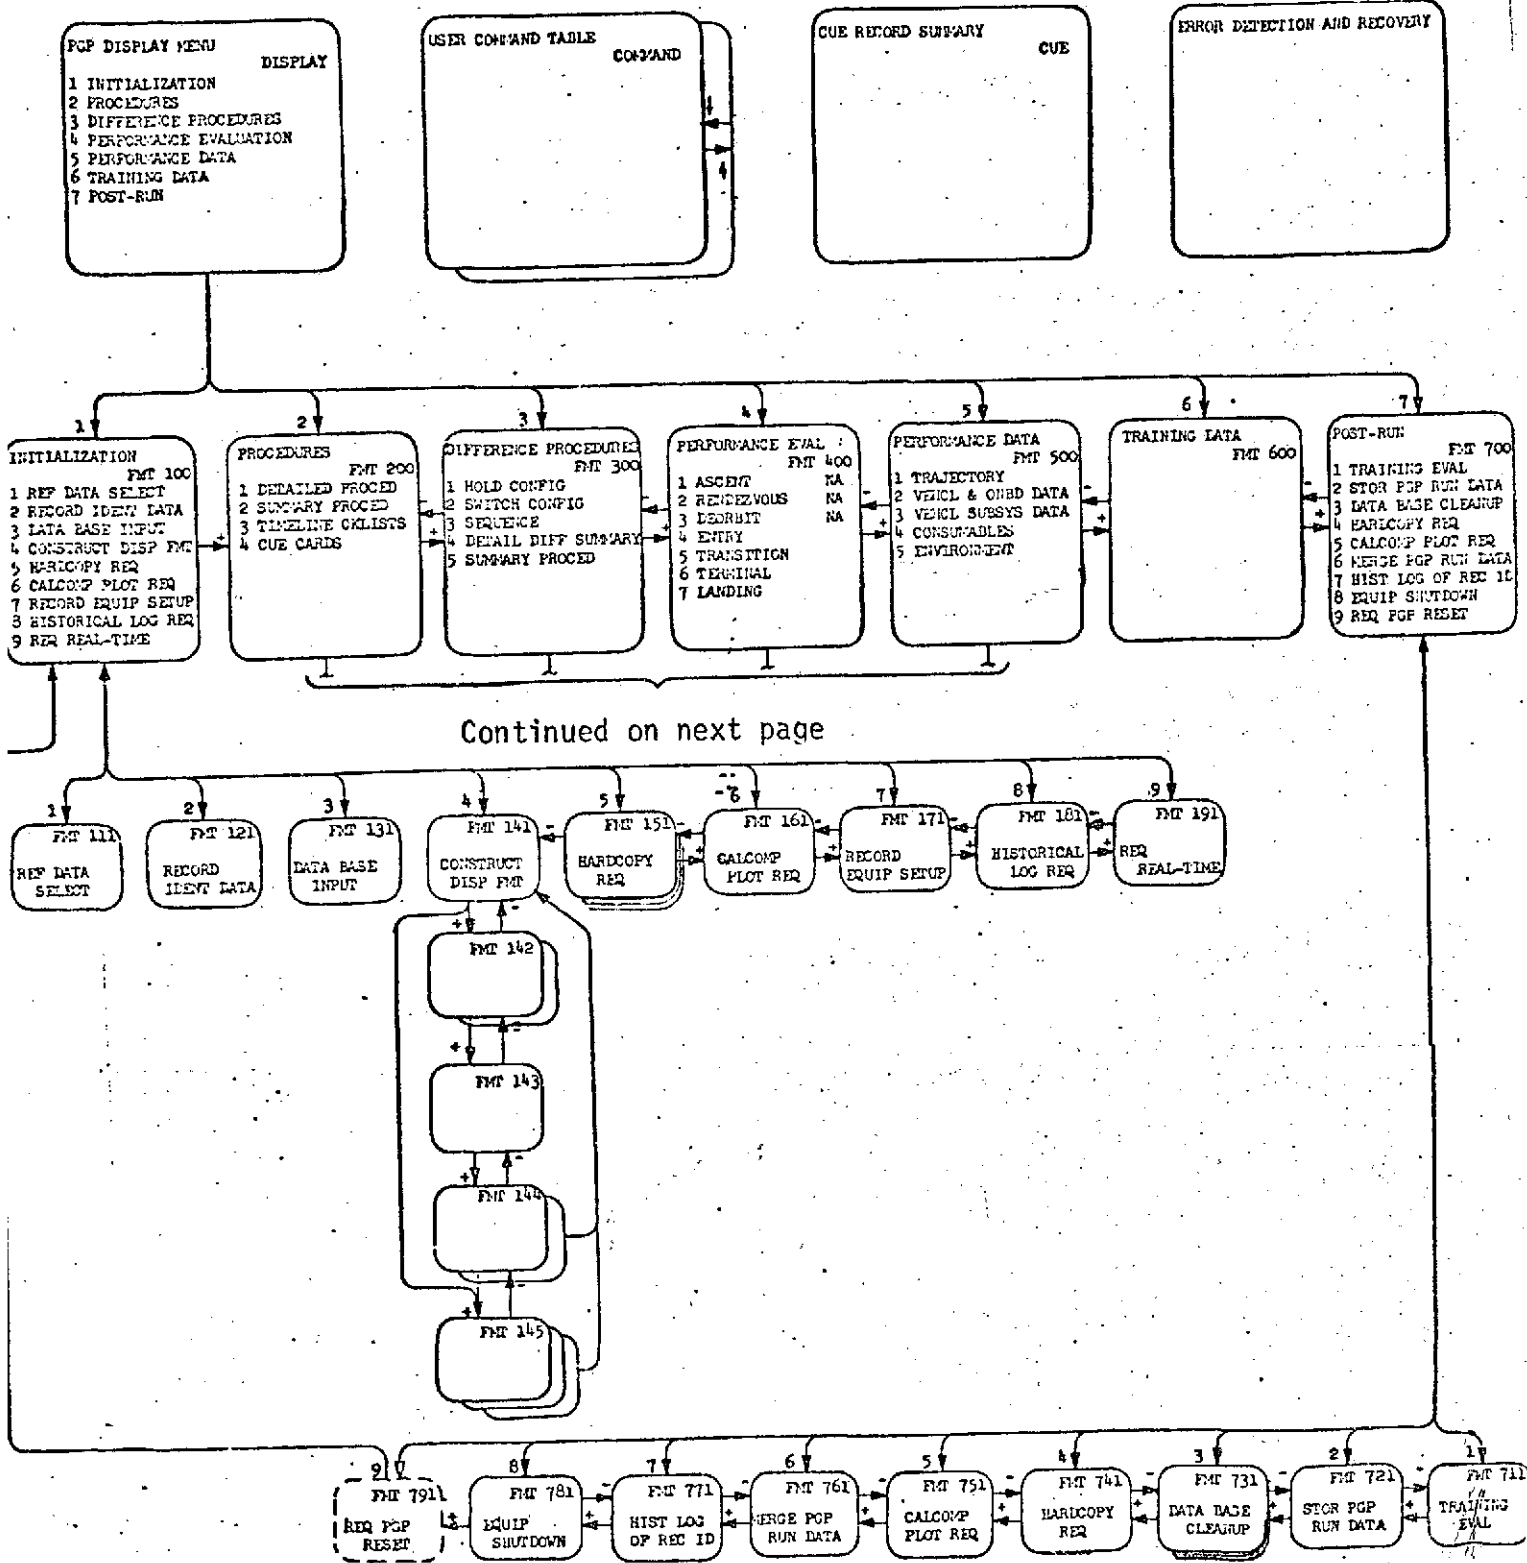 PGP DISPLAY MENU
DISPLAY
1 INITIALIZATION
2 PROCEDURES
3 DIFFERENCE PROCEDURES
4 PERFORMANCE EVALUATION
5 PERFORMANCE DATA
6 TRAINING DATA
7 POST-RUN
USER COMMAND TABLE
COMMAND
CUE RECORD SUMMARY
CUE
ERROR DETECTION AND RECOVERY
1
INITIALIZATION
FMT 100
1 REF DATA SELECT
2 RECORD IDENT DATA
3 DATA BASE INPUT
4 CONSTRUCT DISP FMT
5 HARDCOPY REQ
6 CALCOMP PLOT REQ
7 RECORD EQUIP SETUP
8 HISTORICAL LOG REQ
9 REQ REAL-TIME
2
PROCEDURES
FMT 200
1 DETAILED PROCED
2 SUMMARY PROCED
3 TIMELINE CKLISTS
4 CUE CARDS
3
DIFFERENCE PROCEDURES
FMT 300
1 HOLD CONFIG
2 SWITCH CONFIG
3 SEQUENCE
4 DETAIL DIFF SUMMARY
5 SUMMARY PROCED
4
PERFORMANCE EVAL
FMT 400
1 ASCENT NA
2 RENDEZVOUS NA
3 DEORBIT NA
4 ENTRY
5 TRANSITION
6 TERMINAL
7 LANDING
5
PERFORMANCE DATA
FMT 500
1 TRAJECTORY
2 VEHCL & ONBD DATA
3 VEHCL SUBSYS DATA
4 CONSUMABLES
5 ENVIRONMENT
6
TRAINING DATA
FMT 600
7
POST-RUN
FMT 700
1 TRAINING EVAL
2 STOR PGP RUN DATA
3 DATA BASE CLEANUP
4 HARDCOPY REQ
5 CALCOMP PLOT REQ
6 MERGE PGP RUN DATA
7 HIST LOG OF REC ID
8 EQUIP SHUTDOWN
9 REQ PGP RESET
Continued on next page
1
FMT 111
REF DATA
SELECT
2
FMT 121
RECORD
IDENT DATA
3
FMT 131
DATA BASE
INPUT
4
FMT 141
CONSTRUCT
DISP FMT
5
FMT 151
HARDCOPY
REQ
6
FMT 161
CALCOMP
PLOT REQ
7
FMT 171
RECORD
EQUIP SETUP
8
FMT 181
HISTORICAL
LOG REQ
9
FMT 191
REQ
REAL-TIME
FMT 142
FMT 143
FMT 144
FMT 145
9
FMT 791
REQ PGP
RESET
8
FMT 781
EQUIP
SHUTDOWN
7
FMT 771
HIST LOG
OF REC ID
6
FMT 761
MERGE PGP
RUN DATA
5
FMT 751
CALCOMP
PLOT REQ
4
FMT 741
HARDCOPY
REQ
3
FMT 731
DATA BASE
CLEANUP
2
FMT 721
STOR PGP
RUN DATA
1
FMT 711
TRAINING
EVAL